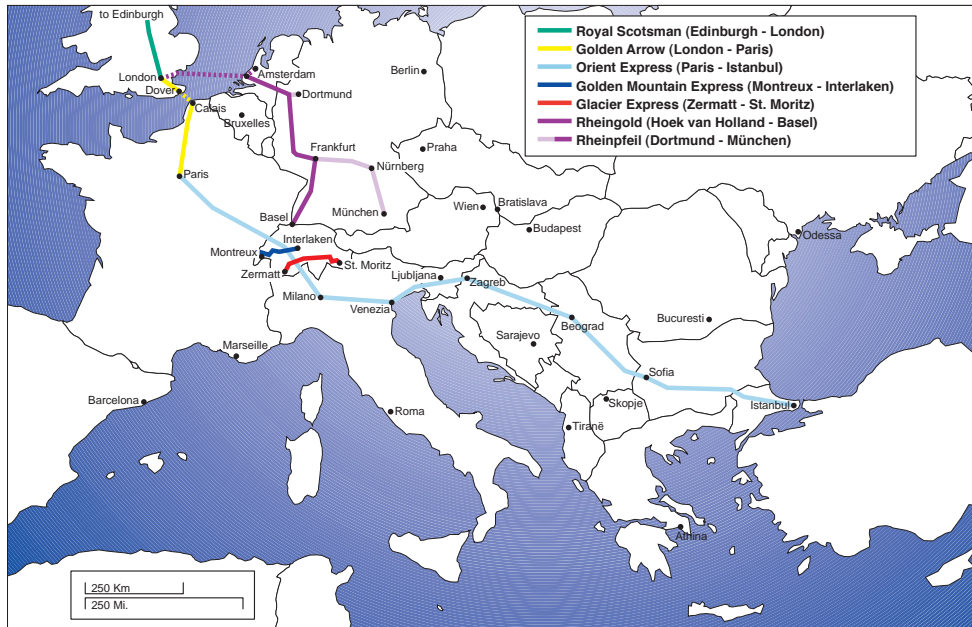 to Edinburgh
Royal Scotsman (Edinburgh - London)
Golden Arrow (London - Paris)
Orient Express (Paris - Istanbul)
Golden Mountain Express (Montreux - Interlaken)
Glacier Express (Zermatt - St. Moritz)
Rheingold (Hoek van Holland - Basel)
Rheinpfeil (Dortmund - München)
London
Amsterdam
Berlin
Dover
Dortmund
Calais
Bruxelles
Frankfurt
Praha
Nürnberg
Paris
München
Wien
Bratislava
Basel
Budapest
Odessa
Interlaken
Montreux
St. Moritz
Zermatt
Ljubljana
Zagreb
Milano
Venezia
Beograd
Bucuresti
Sarajevo
Marseille
Sofia
Barcelona
Roma
Skopje
Istanbul
Tiranë
Athina
250 Km
250 Mi.